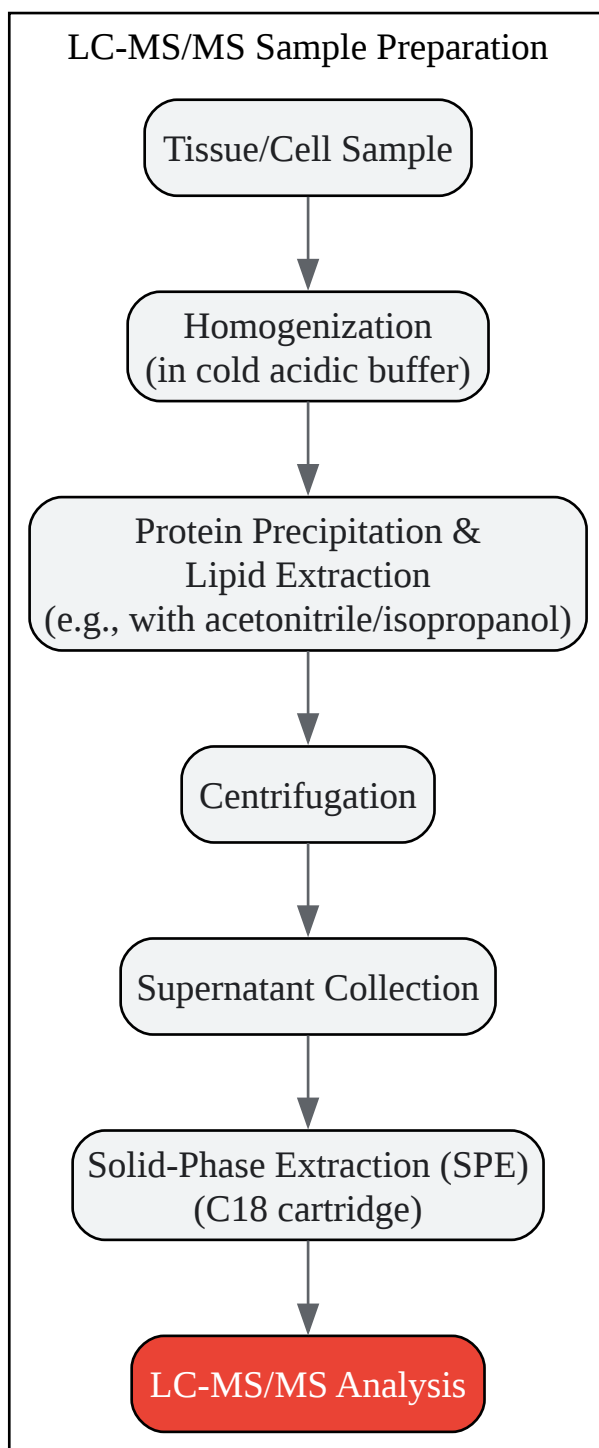 LC-MS/MS Sample Preparation
Tissue/Cell Sample
Homogenization
(in cold acidic buffer)
Protein Precipitation &
Lipid Extraction
(e.g., with acetonitrile/isopropanol)
Centrifugation
Supernatant Collection
Solid-Phase Extraction (SPE)
(C18 cartridge)
LC-MS/MS Analysis